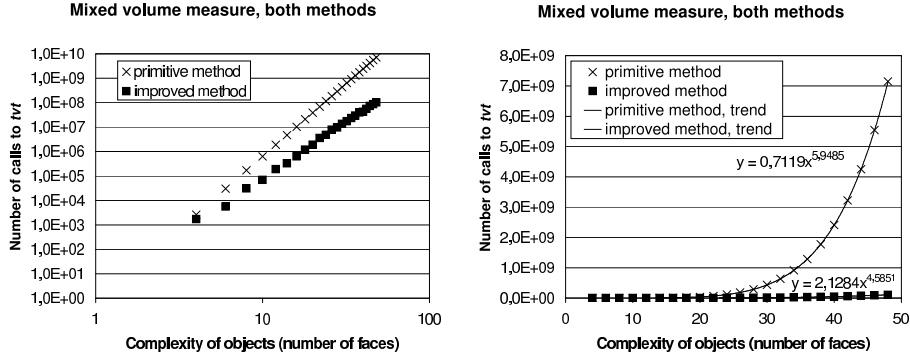 Mixed volume measure, both methods
Number of calls to tvt
1,0E+10
1,0E+09
1,0E+08
1,0E+07
1,0E+06
1,0E+05
1,0E+04
1,0E+03
1,0E+02
1,0E+01
1,0E+00
primitive method
improved method
1
10
100
Complexity of objects (number of faces)
Mixed volume measure, both methods
Number of calls to tvt
8,0E+09
7,0E+09
6,0E+09
5,0E+09
4,0E+09
3,0E+09
2,0E+09
1,0E+09
0,0E+00
primitive method
improved method
primitive method, trend
improved method, trend
y = 0,7119x^5,9485
y = 2,1284x^4,5851
0
10
20
30
40
50
Complexity of objects (number of faces)